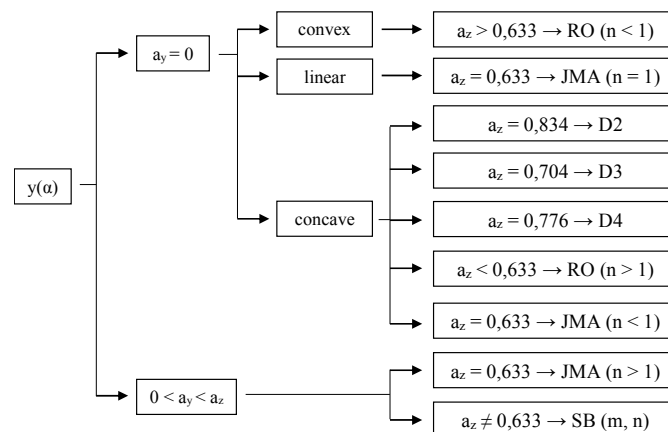 convex
a_z > 0,633 → RO (n < 1)
a_y = 0
linear
a_z = 0,633 → JMA (n = 1)
a_z = 0,834 → D2
a_z = 0,704 → D3
y(α)
concave
a_z = 0,776 → D4
a_z < 0,633 → RO (n > 1)
a_z = 0,633 → JMA (n < 1)
a_z = 0,633 → JMA (n > 1)
0 < a_y < a_z
a_z ≠ 0,633 → SB (m, n)